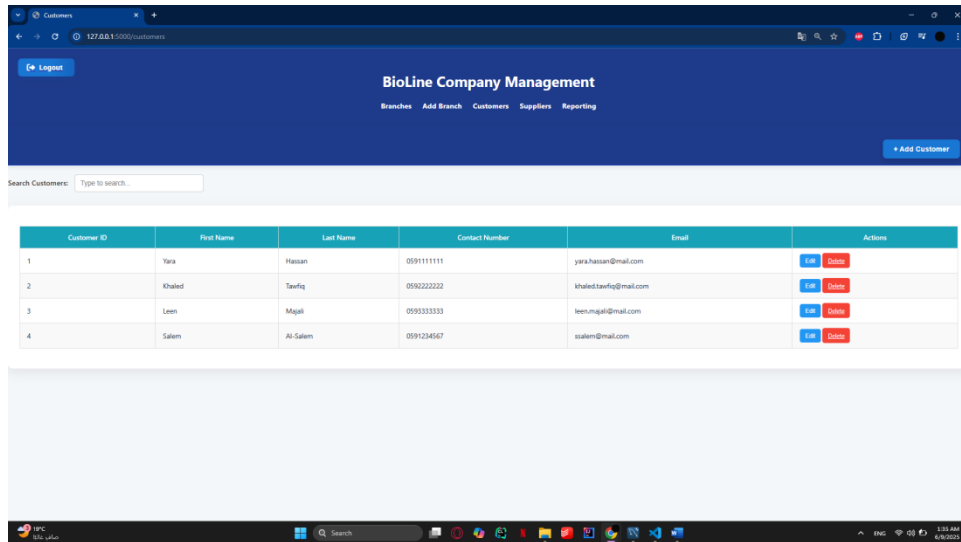 Customers
127.0.0.1:5000/customers
Logout
BioLine Company Management
Branches Add Branch Customers Suppliers Reporting
+ Add Customer
Search Customers: Type to search...
Customer ID First Name Last Name Contact Number Email Actions
1 Yara Hassan 0591111111 yara.hassan@mail.com Edit Delete
2 Khaled Tawfiq 0592222222 khaled.tawfiq@mail.com Edit Delete
3 Leen Majali 0593333333 leen.majali@mail.com Edit Delete
4 Salem Al-Salem 0591234567 ssalem@mail.com Edit Delete
19°C
صاف غالبًا
Search
ENG
1:35 AM
6/9/2025